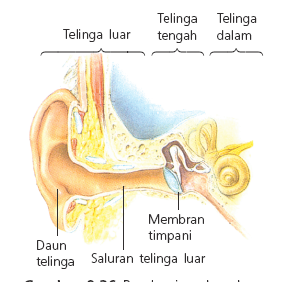 Telinga luar
Telinga tengah
Telinga dalam
Membran timpani
Daun telinga
Saluran telinga luar